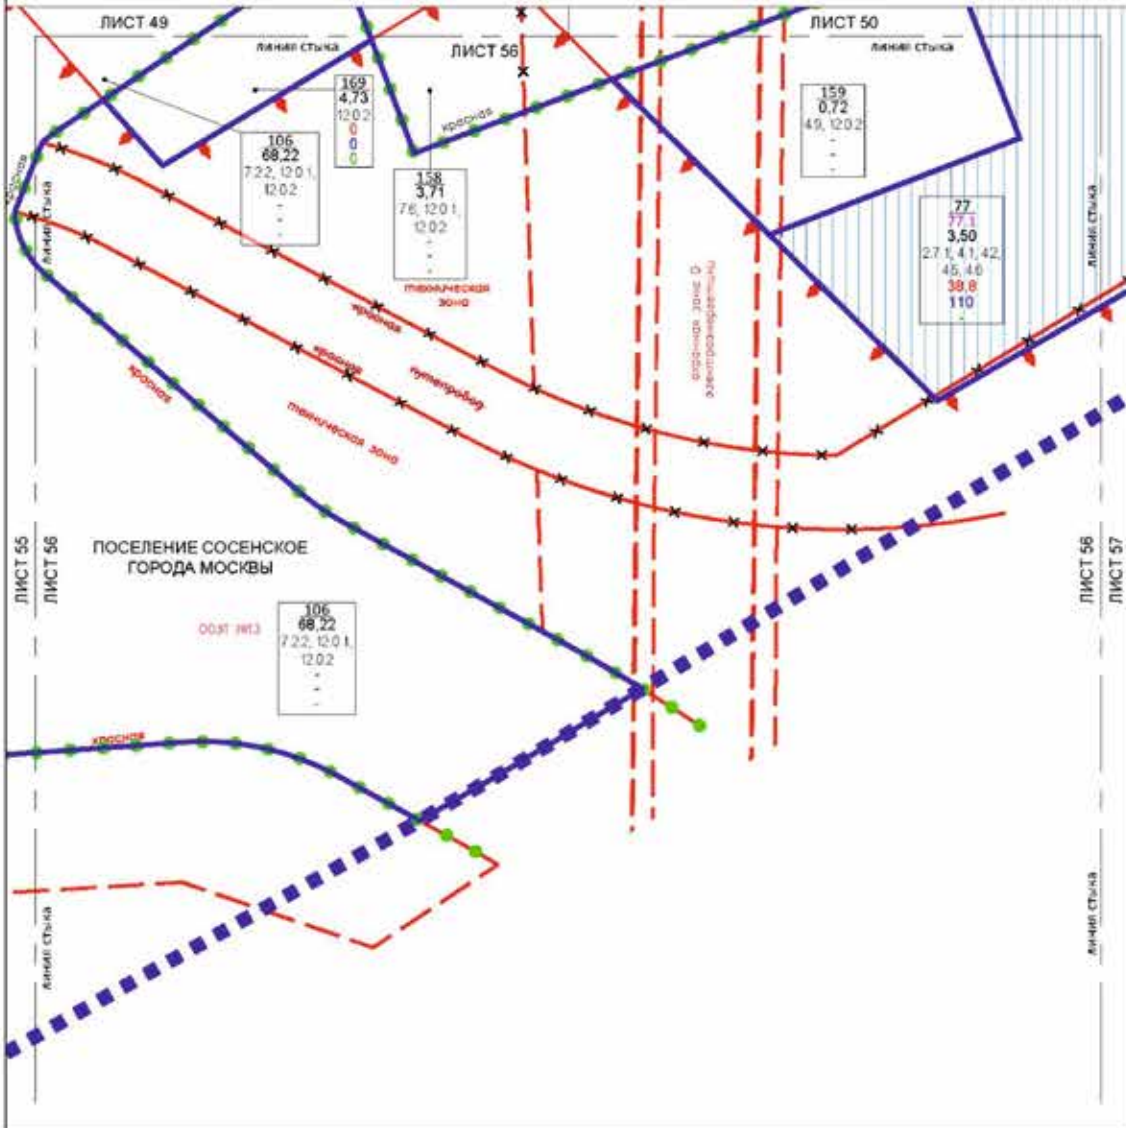 ЛИСТ 49
ЛИСТ 50
линия стыка
ЛИСТ 56
линия стыка
169
4,73
12.0.2
0
0
0
159
0,72
4.9, 12.0.2
-
-
-
красная
106
68,22
7.2.2, 12.0.1,
12.0.2
-
-
-
158
3,71
7.6, 12.0.1,
12.0.2
-
-
-
красная
линия стыка
77
77.1
3,50
2.7.1, 4.1, 4.2,
4.5, 4.6
38,8
110
-
линия стыка
техническая
зона
красная
красная
путепровод
красная
техническая зона
ЛИСТ 55
ЛИСТ 56
ПОСЕЛЕНИЕ СОСЕНСКОЕ
ГОРОДА МОСКВЫ
ЛИСТ 56
ЛИСТ 57
106
68,22
7.2.2, 12.0.1,
12.0.2
-
-
-
красная
линия стыка
линия стыка